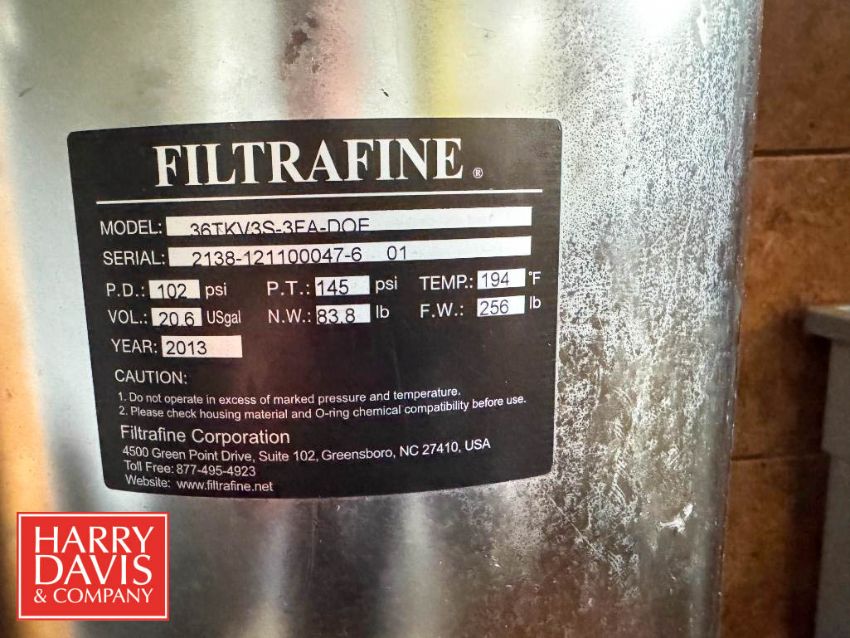 FILTRAFINE ®
MODEL: 36TKV3S-3FA-DOE
SERIAL: 2138-121100047-6 01
P.D.: 102 psi P.T.: 145 psi TEMP.: 194 °F
VOL.: 20.6 USgal N.W.: 83.8 lb F.W.: 256 lb
YEAR: 2013
CAUTION:
1. Do not operate in excess of marked pressure and temperature.
2. Please check housing material and O-ring chemical compatibility before use.
Filtrafine Corporation
4500 Green Point Drive, Suite 102, Greensboro, NC 27410, USA
Toll Free: 877-495-4923
Website: www.filtrafine.net
HARRY
DAVIS
& COMPANY